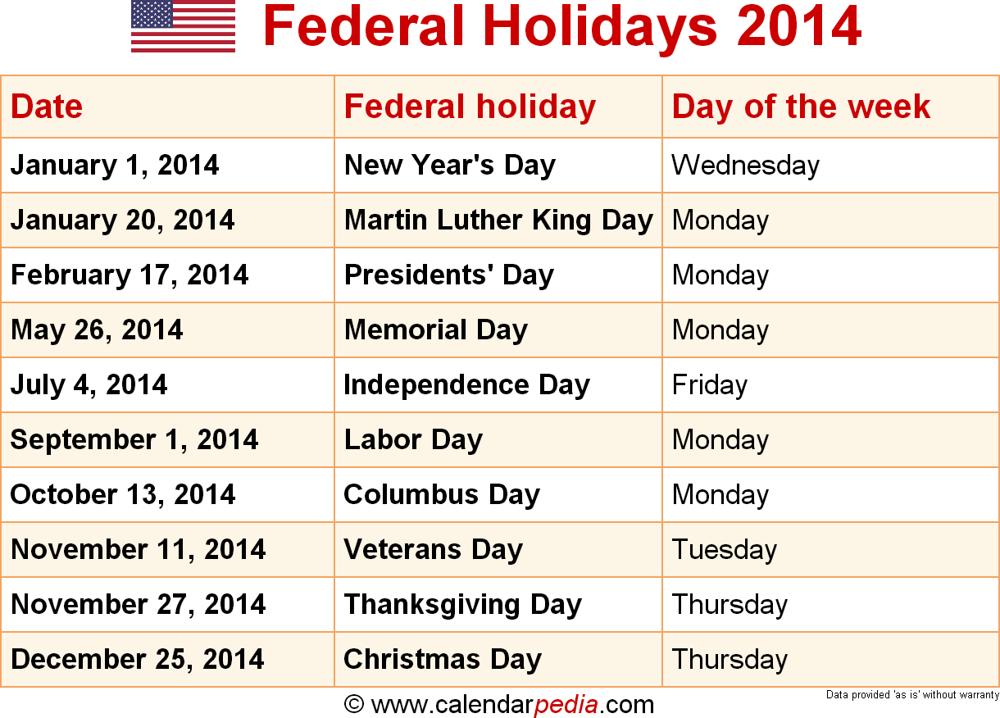 Federal Holidays 2014
Date Federal holiday Day of the week
January 1, 2014 New Year's Day Wednesday
January 20, 2014 Martin Luther King Day Monday
February 17, 2014 Presidents' Day Monday
May 26, 2014 Memorial Day Monday
July 4, 2014 Independence Day Friday
September 1, 2014 Labor Day Monday
October 13, 2014 Columbus Day Monday
November 11, 2014 Veterans Day Tuesday
November 27, 2014 Thanksgiving Day Thursday
December 25, 2014 Christmas Day Thursday
© www.calendarpedia.com
Data provided 'as is' without warranty